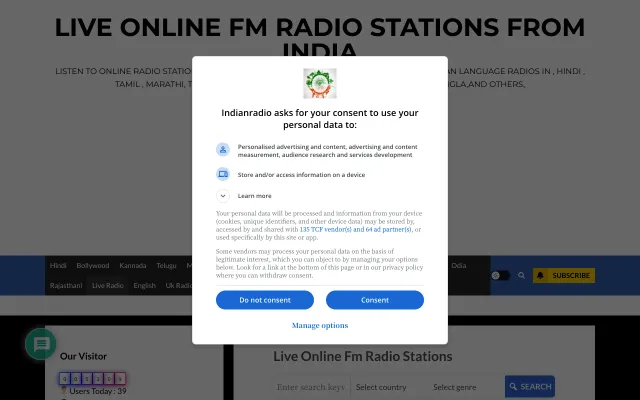 LIVE ONLINE FM RADIO STATIONS FROM
INDIA
LISTEN TO ONLINE RADIO STATIO
AN LANGUAGE RADIOS IN , HINDI ,
TAMIL , MARATHI, T
NGLA,AND OTHERS,
Indianradio asks for your consent to use your
personal data to:
Personalised advertising and content, advertising and content
measurement, audience research and services development
Store and/or access information on a device
Learn more
Your personal data will be processed and information from your device
(cookies, unique identifiers, and other device data) may be stored by,
accessed by and shared with 135 TCF vendor(s) and 64 ad partner(s), or
used specifically by this site or app.
Some vendors may process your personal data on the basis of
legitimate interest, which you can object to by managing your options
below. Look for a link at the bottom of this page or in our privacy policy
where you can withdraw consent.
Do not consent
Consent
Manage options
Hindi Bollywood Kannada Telugu M
Odia
SUBSCRIBE
Rajasthani Live Radio English Uk Radio
Our Visitor
Users Today : 39
Live Online Fm Radio Stations
Enter search keyw
Select country
Select genre
SEARCH